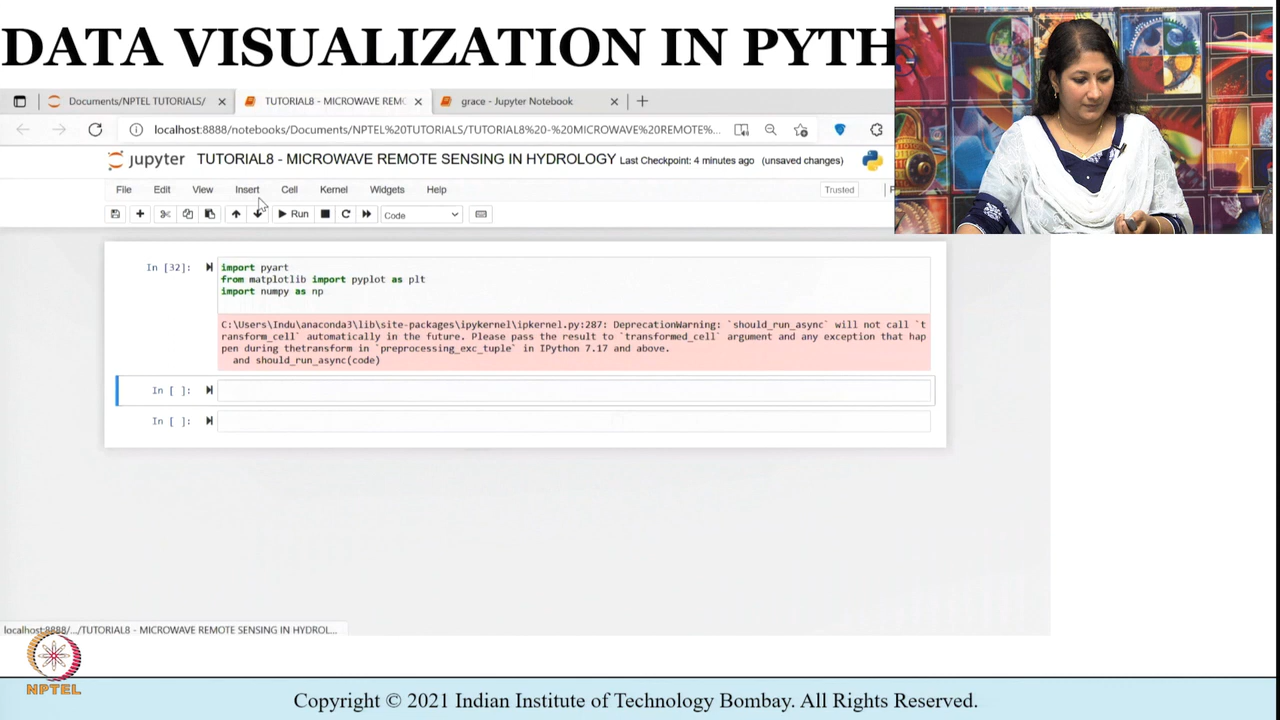 DATA VISUALIZATION IN PYTH
Documents/NPTEL TUTORIALS/
TUTORIAL8 - MICROWAVE REMC
grace - Jupyter Notebook
localhost:8888/notebooks/Documents/NPTEL%20TUTORIALS/TUTORIAL8%20-%20MICROWAVE%20REMOTE%...
jupyter TUTORIAL8 - MICROWAVE REMOTE SENSING IN HYDROLOGY Last Checkpoint: 4 minutes ago (unsaved changes)
File Edit View Insert Cell Kernel Widgets Help Trusted
Run Code
In [32]: import pyart
from matplotlib import pyplot as plt
import numpy as np
C:\Users\Indu\anaconda3\lib\site-packages\ipykernel\ipkernel.py:287: DeprecationWarning: `should_run_async` will not call `t
ransform_cell` automatically in the future. Please pass the result to `transformed_cell` argument and any exception that hap
pen during thetransform in `preprocessing_exc_tuple` in IPython 7.17 and above.
and should_run_async(code)
In [ ]:
In [ ]:
localhost:8888/.../TUTORIAL8 - MICROWAVE REMOTE SENSING IN HYDROL...
NPTEL
Copyright © 2021 Indian Institute of Technology Bombay. All Rights Reserved.